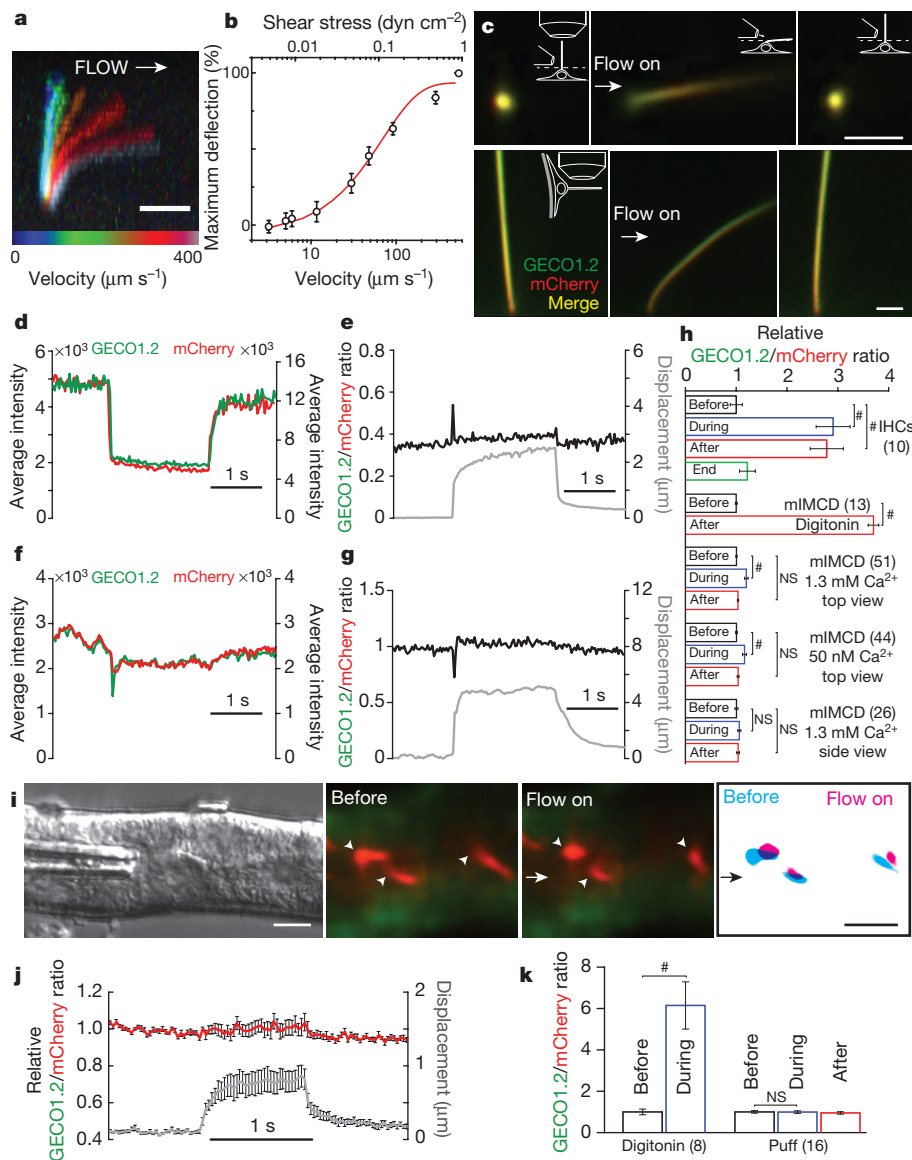 a
FLOW
0
400
Velocity (μm s⁻¹)
b
Shear stress (dyn cm⁻²)
0.01
0.1
1
Maximum deflection (%)
100
0
10
100
Velocity (μm s⁻¹)
c
Flow on
Flow on
GECO1.2
mCherry
Merge
d
×10³ GECO1.2 mCherry ×10³
Average intensity
6
4
2
0
16
12
8
4
0
Average intensity
1 s
e
GECO1.2/mCherry ratio
0.8
0.6
0.4
0.2
0
6
4
2
0
Displacement (μm)
1 s
f
×10³ GECO1.2 mCherry ×10³
Average intensity
4
3
2
1
0
4
3
2
1
0
Average intensity
1 s
g
GECO1.2/mCherry ratio
1.5
1
0.5
0
12
8
4
0
Displacement (μm)
1 s
h
Relative
GECO1.2/mCherry ratio
0 1 2 3 4
Before
During
After
End
#
#
IHCs
(10)
Before
After
mIMCD (13)
Digitonin
#
Before
During
After
#
NS
mIMCD (51)
1.3 mM Ca²⁺
top view
Before
During
After
#
NS
mIMCD (44)
50 nM Ca²⁺
top view
Before
During
After
NS
NS
mIMCD (26)
1.3 mM Ca²⁺
side view
i
Before
Flow on
Before Flow on
j
Relative
GECO1.2/mCherry ratio
1.2
1.0
0.8
0.6
0.4
2
1
0
Displacement (μm)
1 s
k
GECO1.2/mCherry ratio
8
6
4
2
0
#
Before
During
NS
Before
During
After
Digitonin (8)
Puff (16)